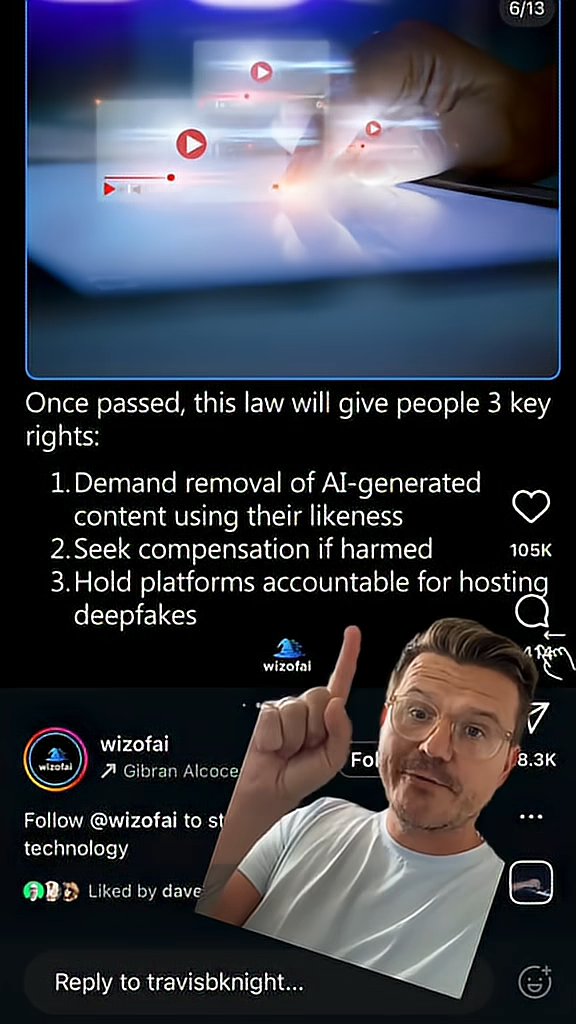 6/13
Once passed, this law will give people 3 key
rights:
1. Demand removal of AI-generated
content using their likeness
2. Seek compensation if harmed
3. Hold platforms accountable for hosting
deepfakes
105K
wizofai
wizofai
wizofai
Gibran Alcoce
Fol
8.3K
Follow @wizofai to st
technology
Liked by dave
Reply to travisbknight...